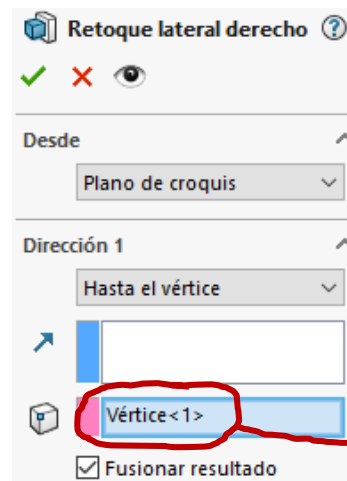 Retoque lateral derecho ?
Desde
Plano de croquis
Dirección 1
Hasta el vértice
Vértice<1>
Fusionar resultado